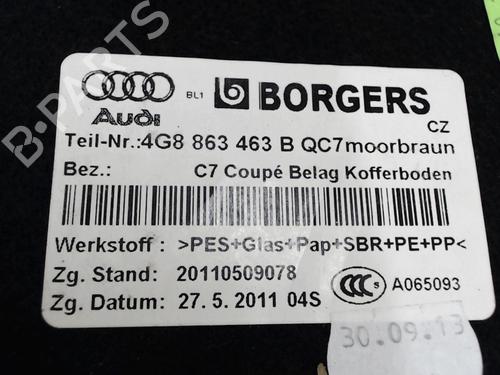 BL1 BORGERS
Audi
CZ
Teil-Nr.:4G8 863 463 B QC7moorbraun
Bez.: C7 Coupé Belag Kofferboden
Werkstoff : >PES+Glas+Pap+SBR+PE+PP<
Zg. Stand: 20110509078
Zg. Datum: 27. 5. 2011 04S
CCC S A065093
30.09.13
B-PARTS